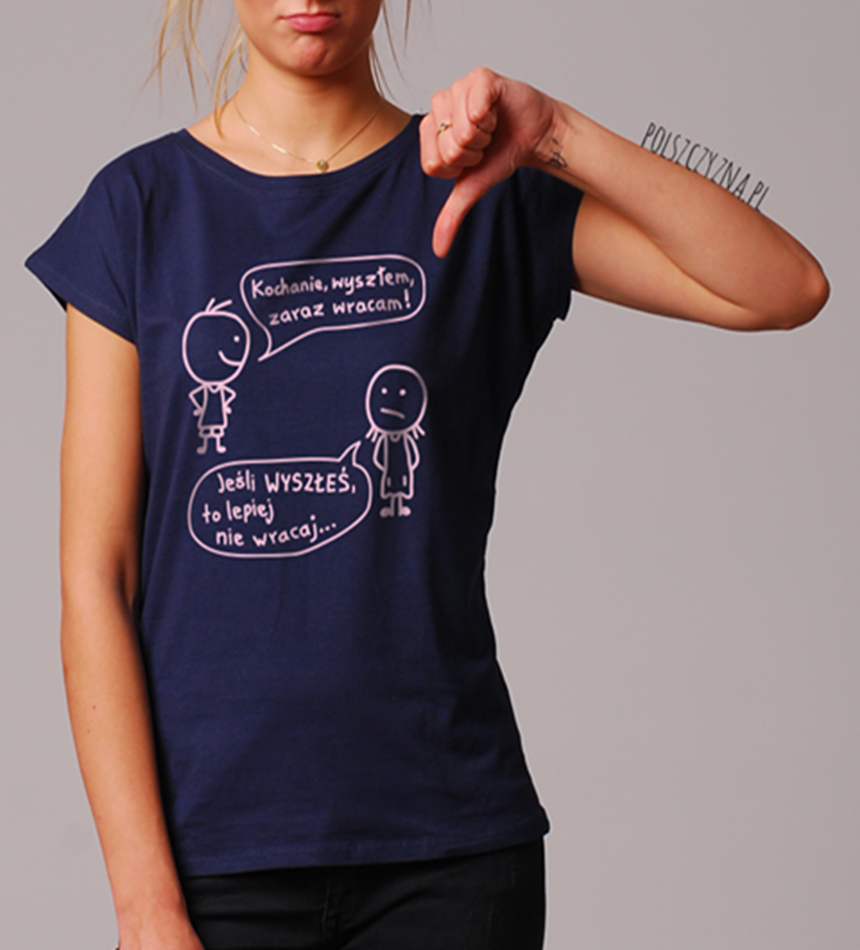 POLSZCZYZNA.PL
Kochanie, wyszłem,
zaraz wracam!
Jeśli WYSZŁEŚ,
to lepiej
nie wracaj...